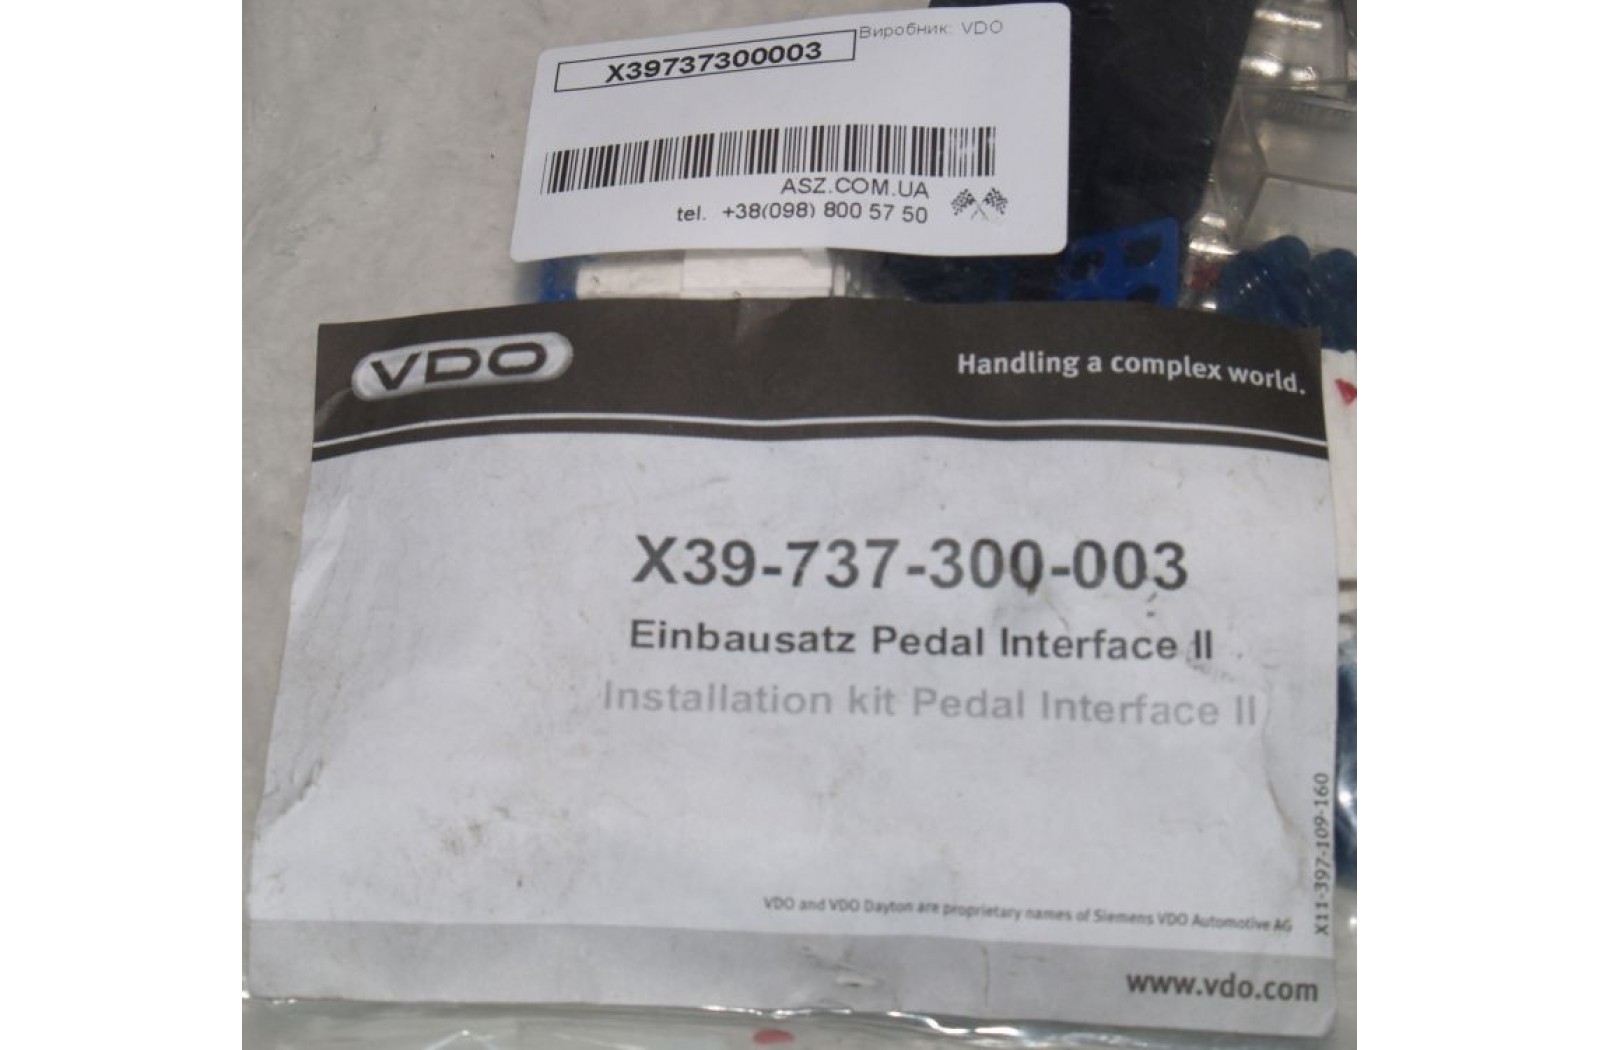 X39737300003
Виробник: VDO
ASZ.COM.UA
tel. +38(098) 800 57 50
VDO
Handling a complex world.
X39-737-300-003
Einbausatz Pedal Interface II
Installation kit Pedal Interface II
X11-397-109-160
VDO and VDO Dayton are proprietary names of Siemens VDO Automotive AG
www.vdo.com